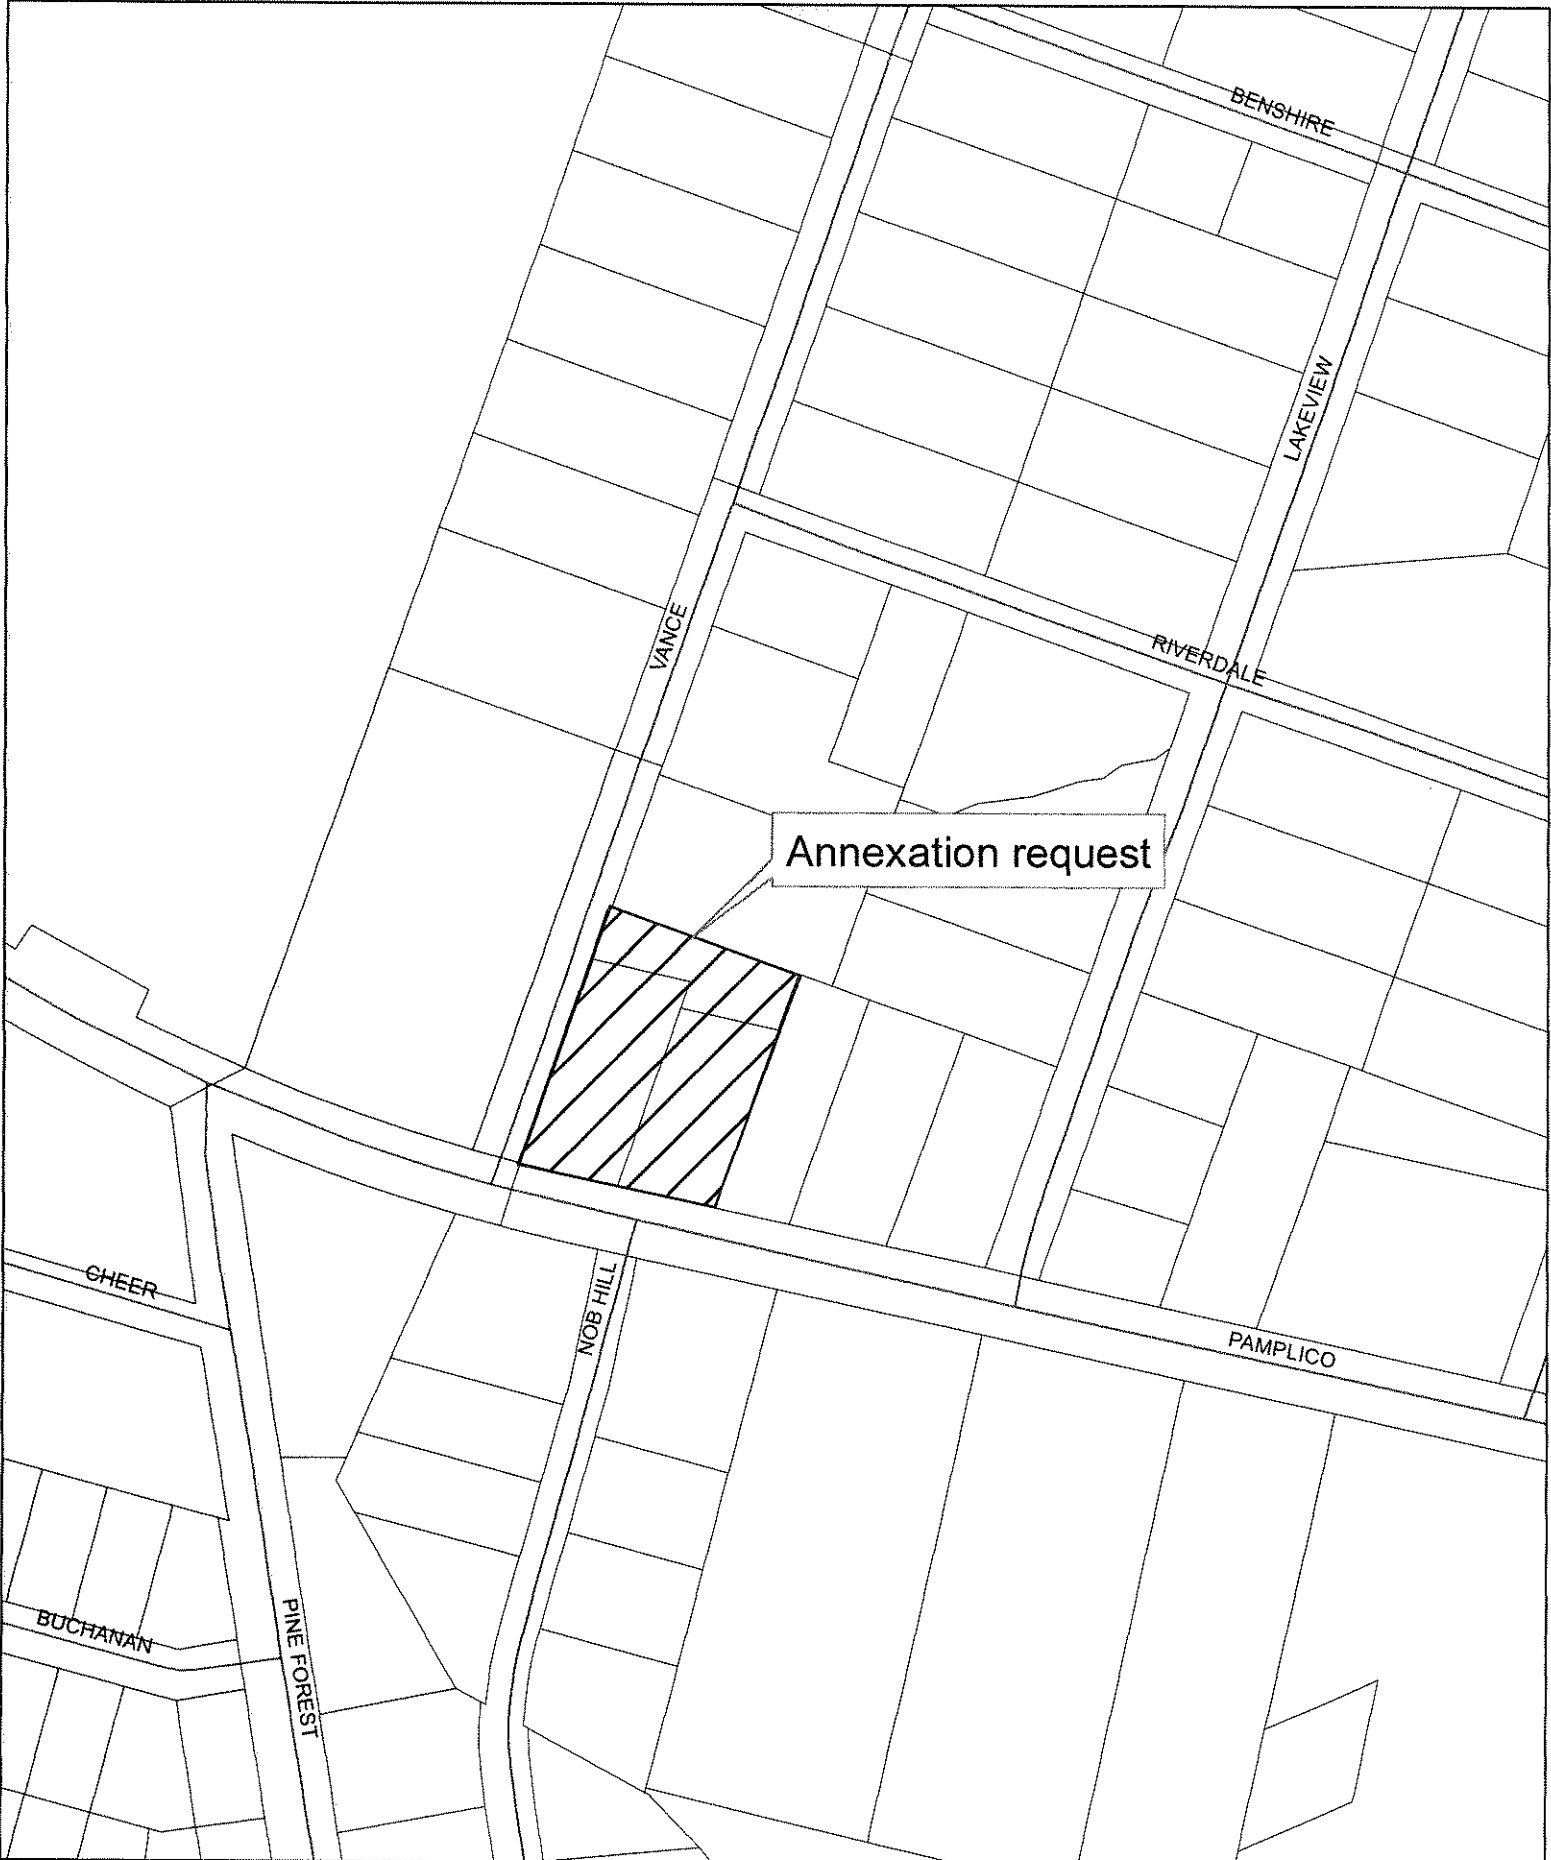 BENSHIRE
LAKEVIEW
VANCE
RIVERDALE
Annexation request
CHEER
NOB HILL
PAMPLICO
BUCHANAN
PINE FOREST